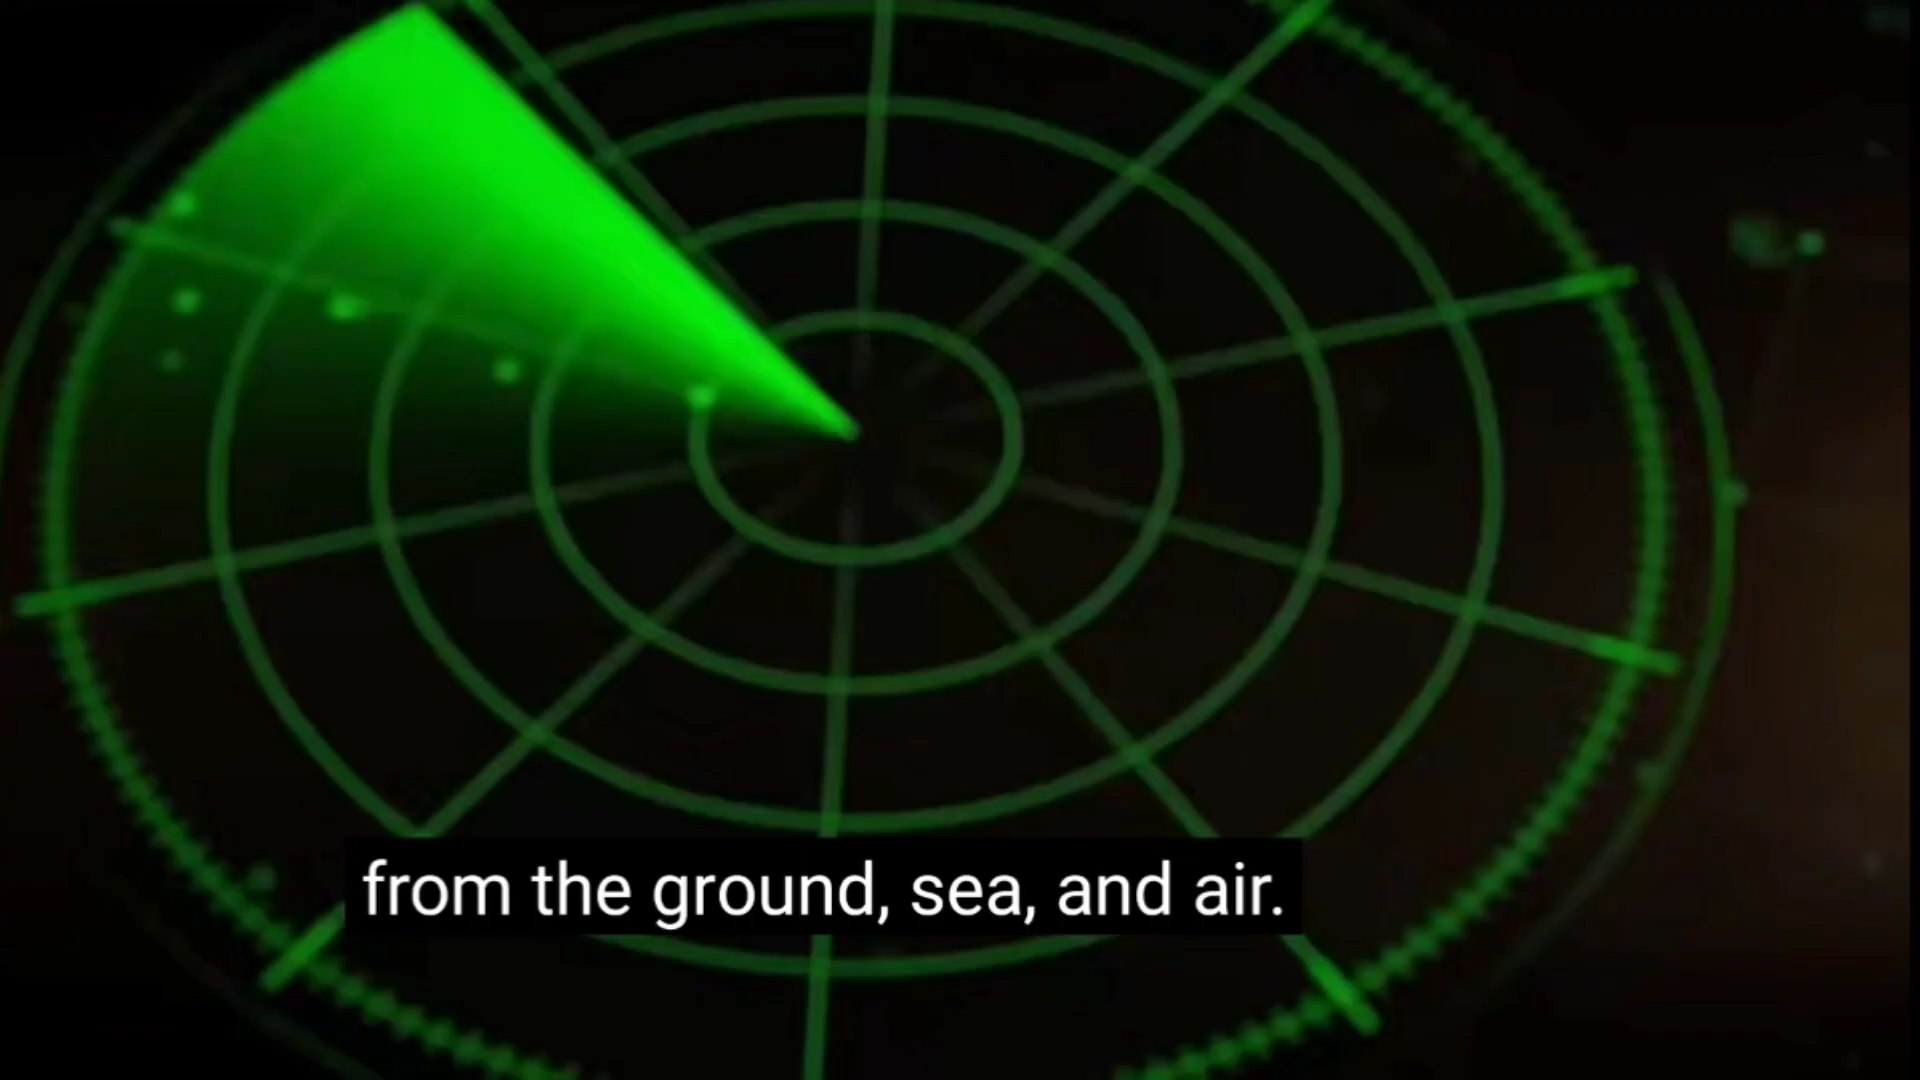 from the ground, sea, and air.